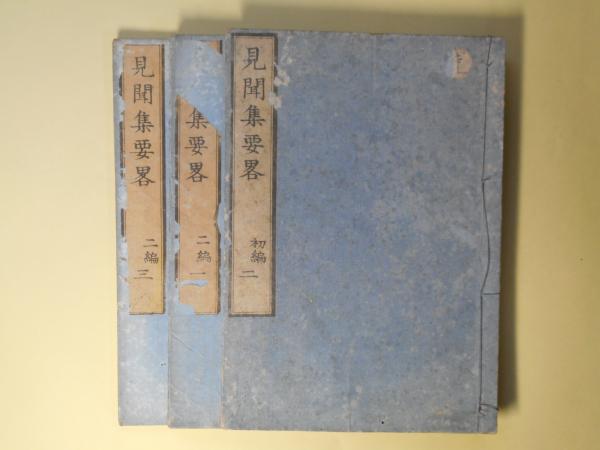 見聞集要畧
初編 二
集要畧
二編 一
見聞集要畧
二編 三